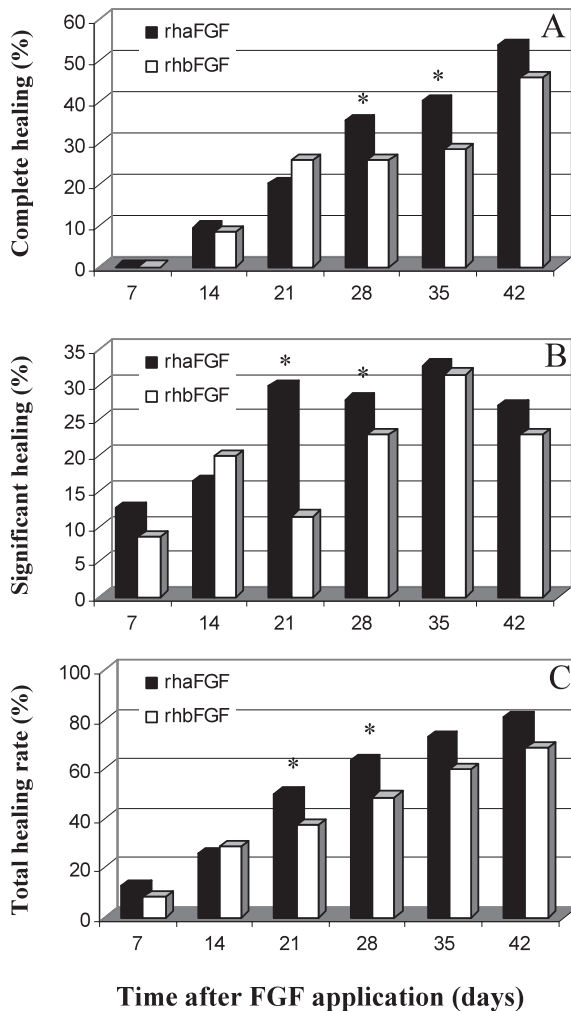 A
Complete healing (%)
60
50
40
30
20
10
0
rhaFGF
rhbFGF
*
*
7 14 21 28 35 42
B
Significant healing (%)
35
30
25
20
15
10
5
0
rhaFGF
rhbFGF
*
*
7 14 21 28 35 42
C
Total healing rate (%)
100
80
60
40
20
0
rhaFGF
rhbFGF
*
*
7 14 21 28 35 42
Time after FGF application (days)